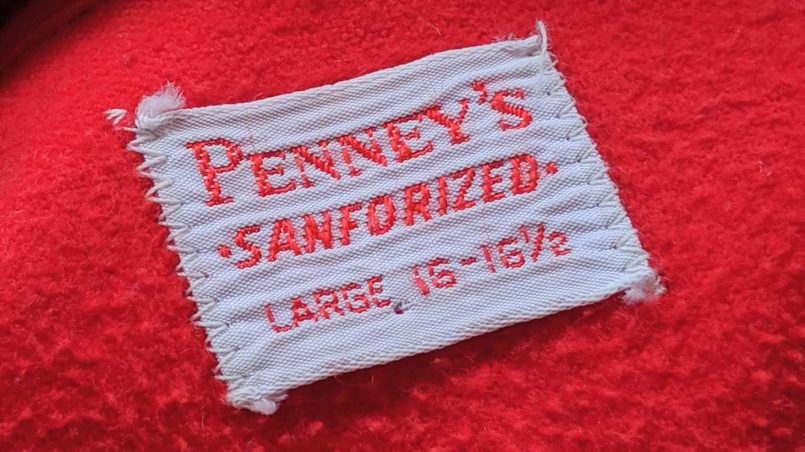 PENNEY'S
•SANFORIZED•
LARGE 16-16½